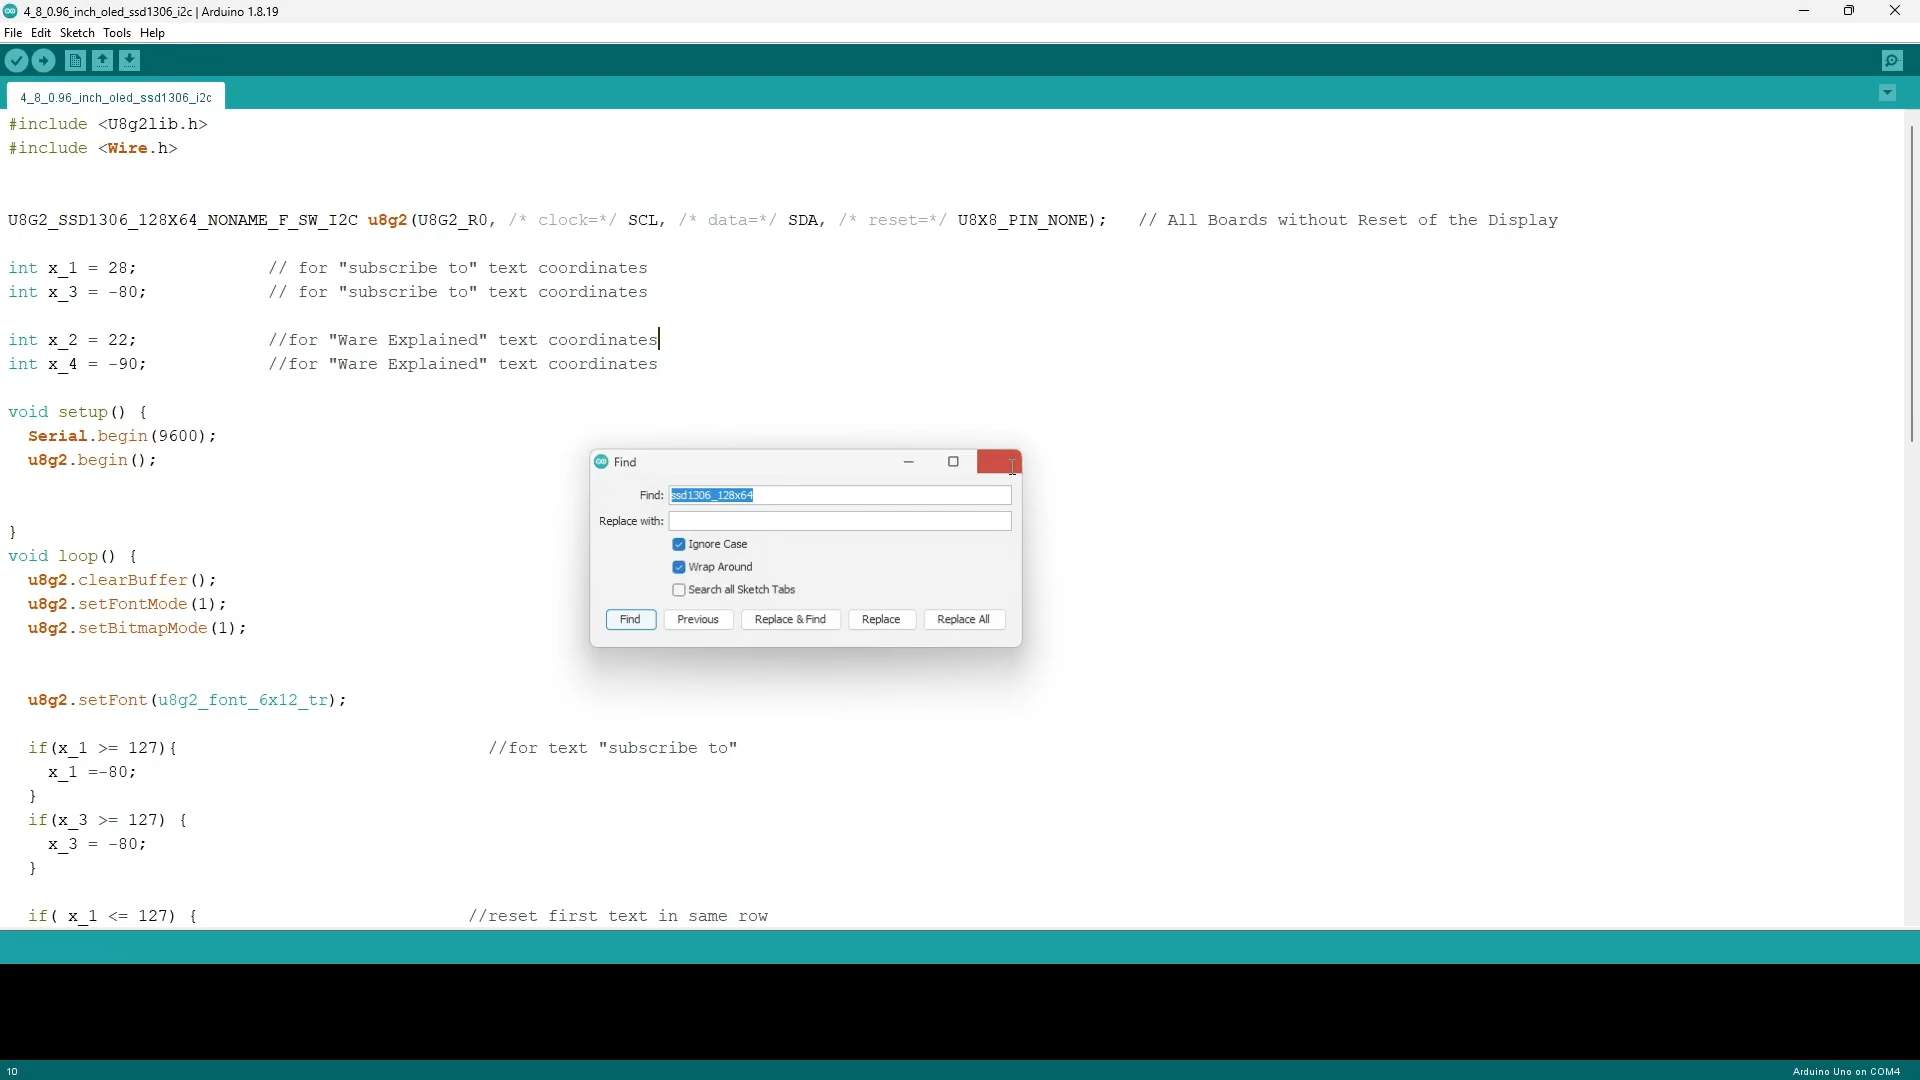 4_8_0.96_inch_oled_ssd1306_i2c | Arduino 1.8.19
File Edit Sketch Tools Help
4_8_0.96_inch_oled_ssd1306_i2c
#include <U8g2lib.h>
#include <Wire.h>
U8G2_SSD1306_128X64_NONAME_F_SW_I2C u8g2(U8G2_R0, /* clock=*/ SCL, /* data=*/ SDA, /* reset=*/ U8X8_PIN_NONE);   // All Boards without Reset of the Display
int x_1 = 28;             // for "subscribe to" text coordinates
int x_3 = -80;            // for "subscribe to" text coordinates
int x_2 = 22;             //for "Ware Explained" text coordinates
int x_4 = -90;            //for "Ware Explained" text coordinates
void setup() {
  Serial.begin(9600);
  u8g2.begin();
}
void loop() {
  u8g2.clearBuffer();
  u8g2.setFontMode(1);
  u8g2.setBitmapMode(1);
  u8g2.setFont(u8g2_font_6x12_tr);
  if(x_1 >= 127){                               //for text "subscribe to"
    x_1 =-80;
  }
  if(x_3 >= 127) {
    x_3 = -80;
  }
  if( x_1 <= 127) {                           //reset first text in same row
Find
Find: ssd1306_128x64
Replace with:
Ignore Case
Wrap Around
Search all Sketch Tabs
Find Previous Replace & Find Replace Replace All
10
Arduino Uno on COM4